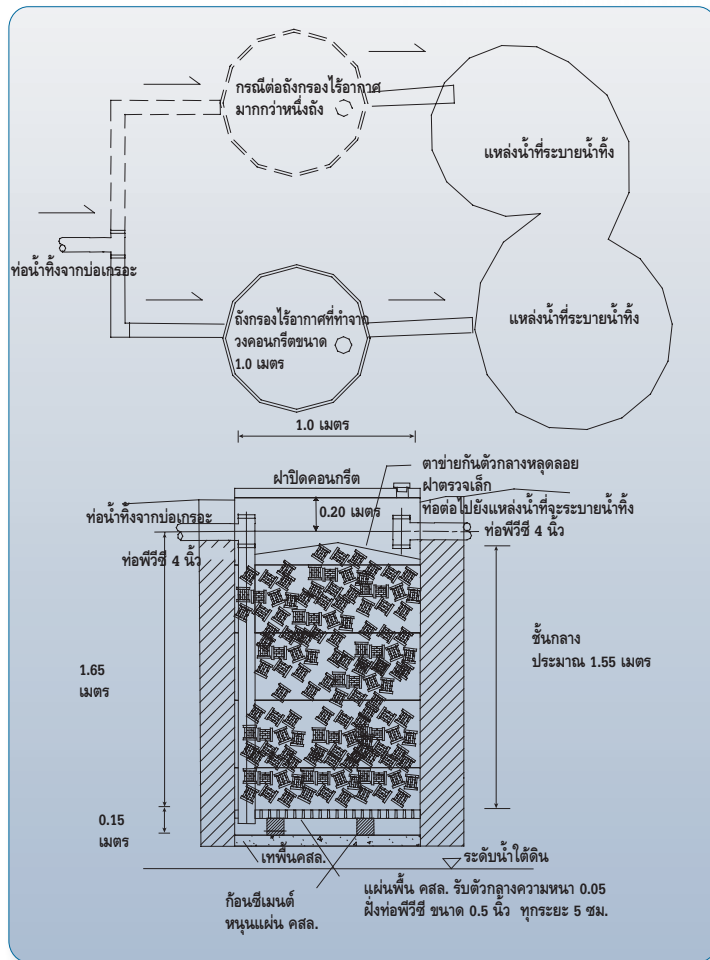 กรณีต่อถังกรองไร้อากาศ
มากกว่าหนึ่งถัง
แหล่งน้ำที่ระบายน้ำทิ้ง
ท่อน้ำทิ้งจากบ่อเกรอะ
ถังกรองไร้อากาศที่ทำจาก
วงคอนกรีตขนาด
1.0 เมตร
แหล่งน้ำที่ระบายน้ำทิ้ง
1.0 เมตร
ตาข่ายกันตัวกลางหลุดลอย
ฝาปิดคอนกรีต
ฝาตรวจเล็ก
0.20 เมตร
ท่อต่อไปยังแหล่งน้ำที่จะระบายน้ำทิ้ง
ท่อน้ำทิ้งจากบ่อเกรอะ
ท่อพีวีซี 4 นิ้ว
ท่อพีวีซี 4 นิ้ว
ชั้นกลาง
ประมาณ 1.55 เมตร
1.65
เมตร
0.15
เมตร
เทพื้นคสล.
ระดับน้ำใต้ดิน
ก้อนซีเมนต์
หนุนแผ่น คสล.
แผ่นพื้น คสล. รับตัวกลางความหนา 0.05
ฝั่งท่อพีวีซี ขนาด 0.5 นิ้ว ทุกระยะ 5 ซม.